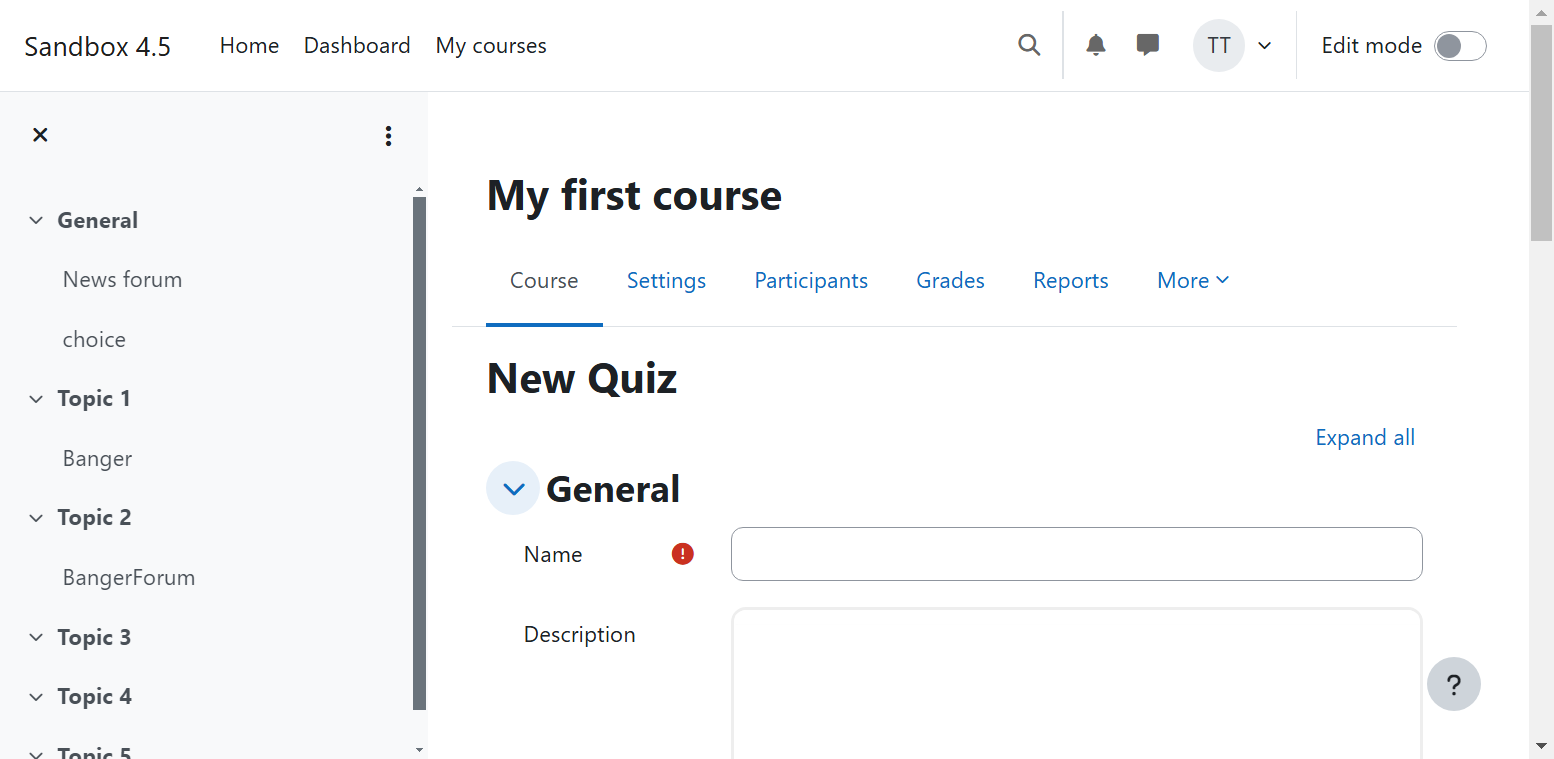 Sandbox 4.5 Home Dashboard My courses TT Edit mode
General
News forum
choice
Topic 1
Banger
Topic 2
BangerForum
Topic 3
Topic 4
Topic 5
My first course
Course Settings Participants Grades Reports More
New Quiz
Expand all
General
Name !
Description
?